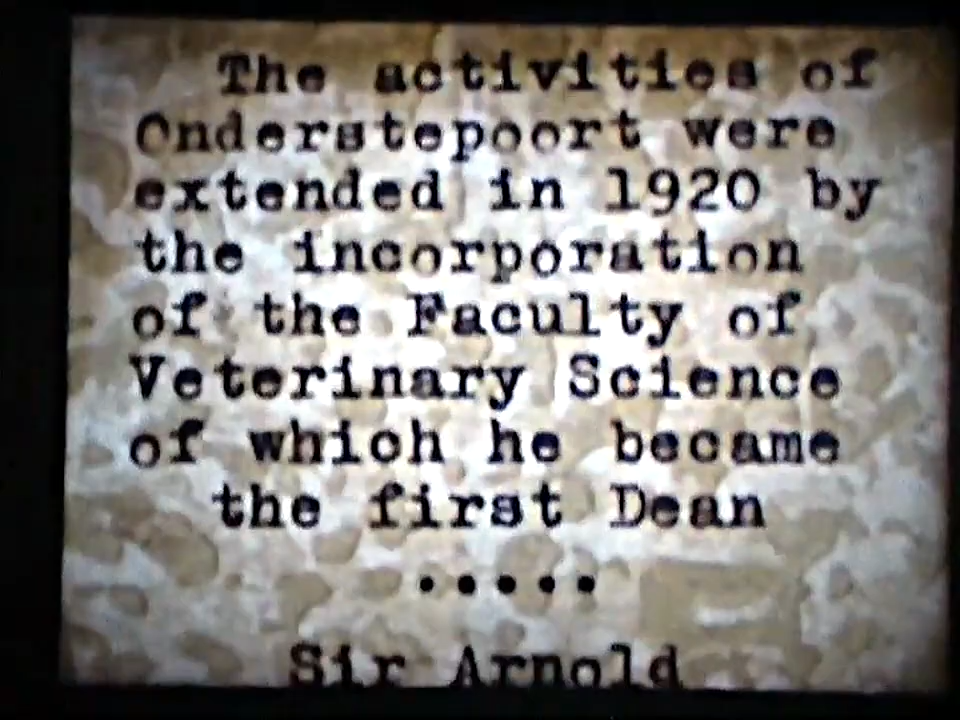 The activities of
Onderstepoort were
extended in 1920 by
the incorporation
of the Faculty of
Veterinary Science
of which he became
the first Dean
.....
Sir Arnold